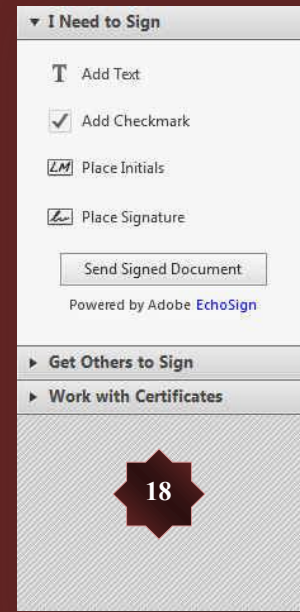 I Need to Sign
T Add Text
Add Checkmark
LM Place Initials
Place Signature
Send Signed Document
Powered by Adobe EchoSign
Get Others to Sign
Work with Certificates
18